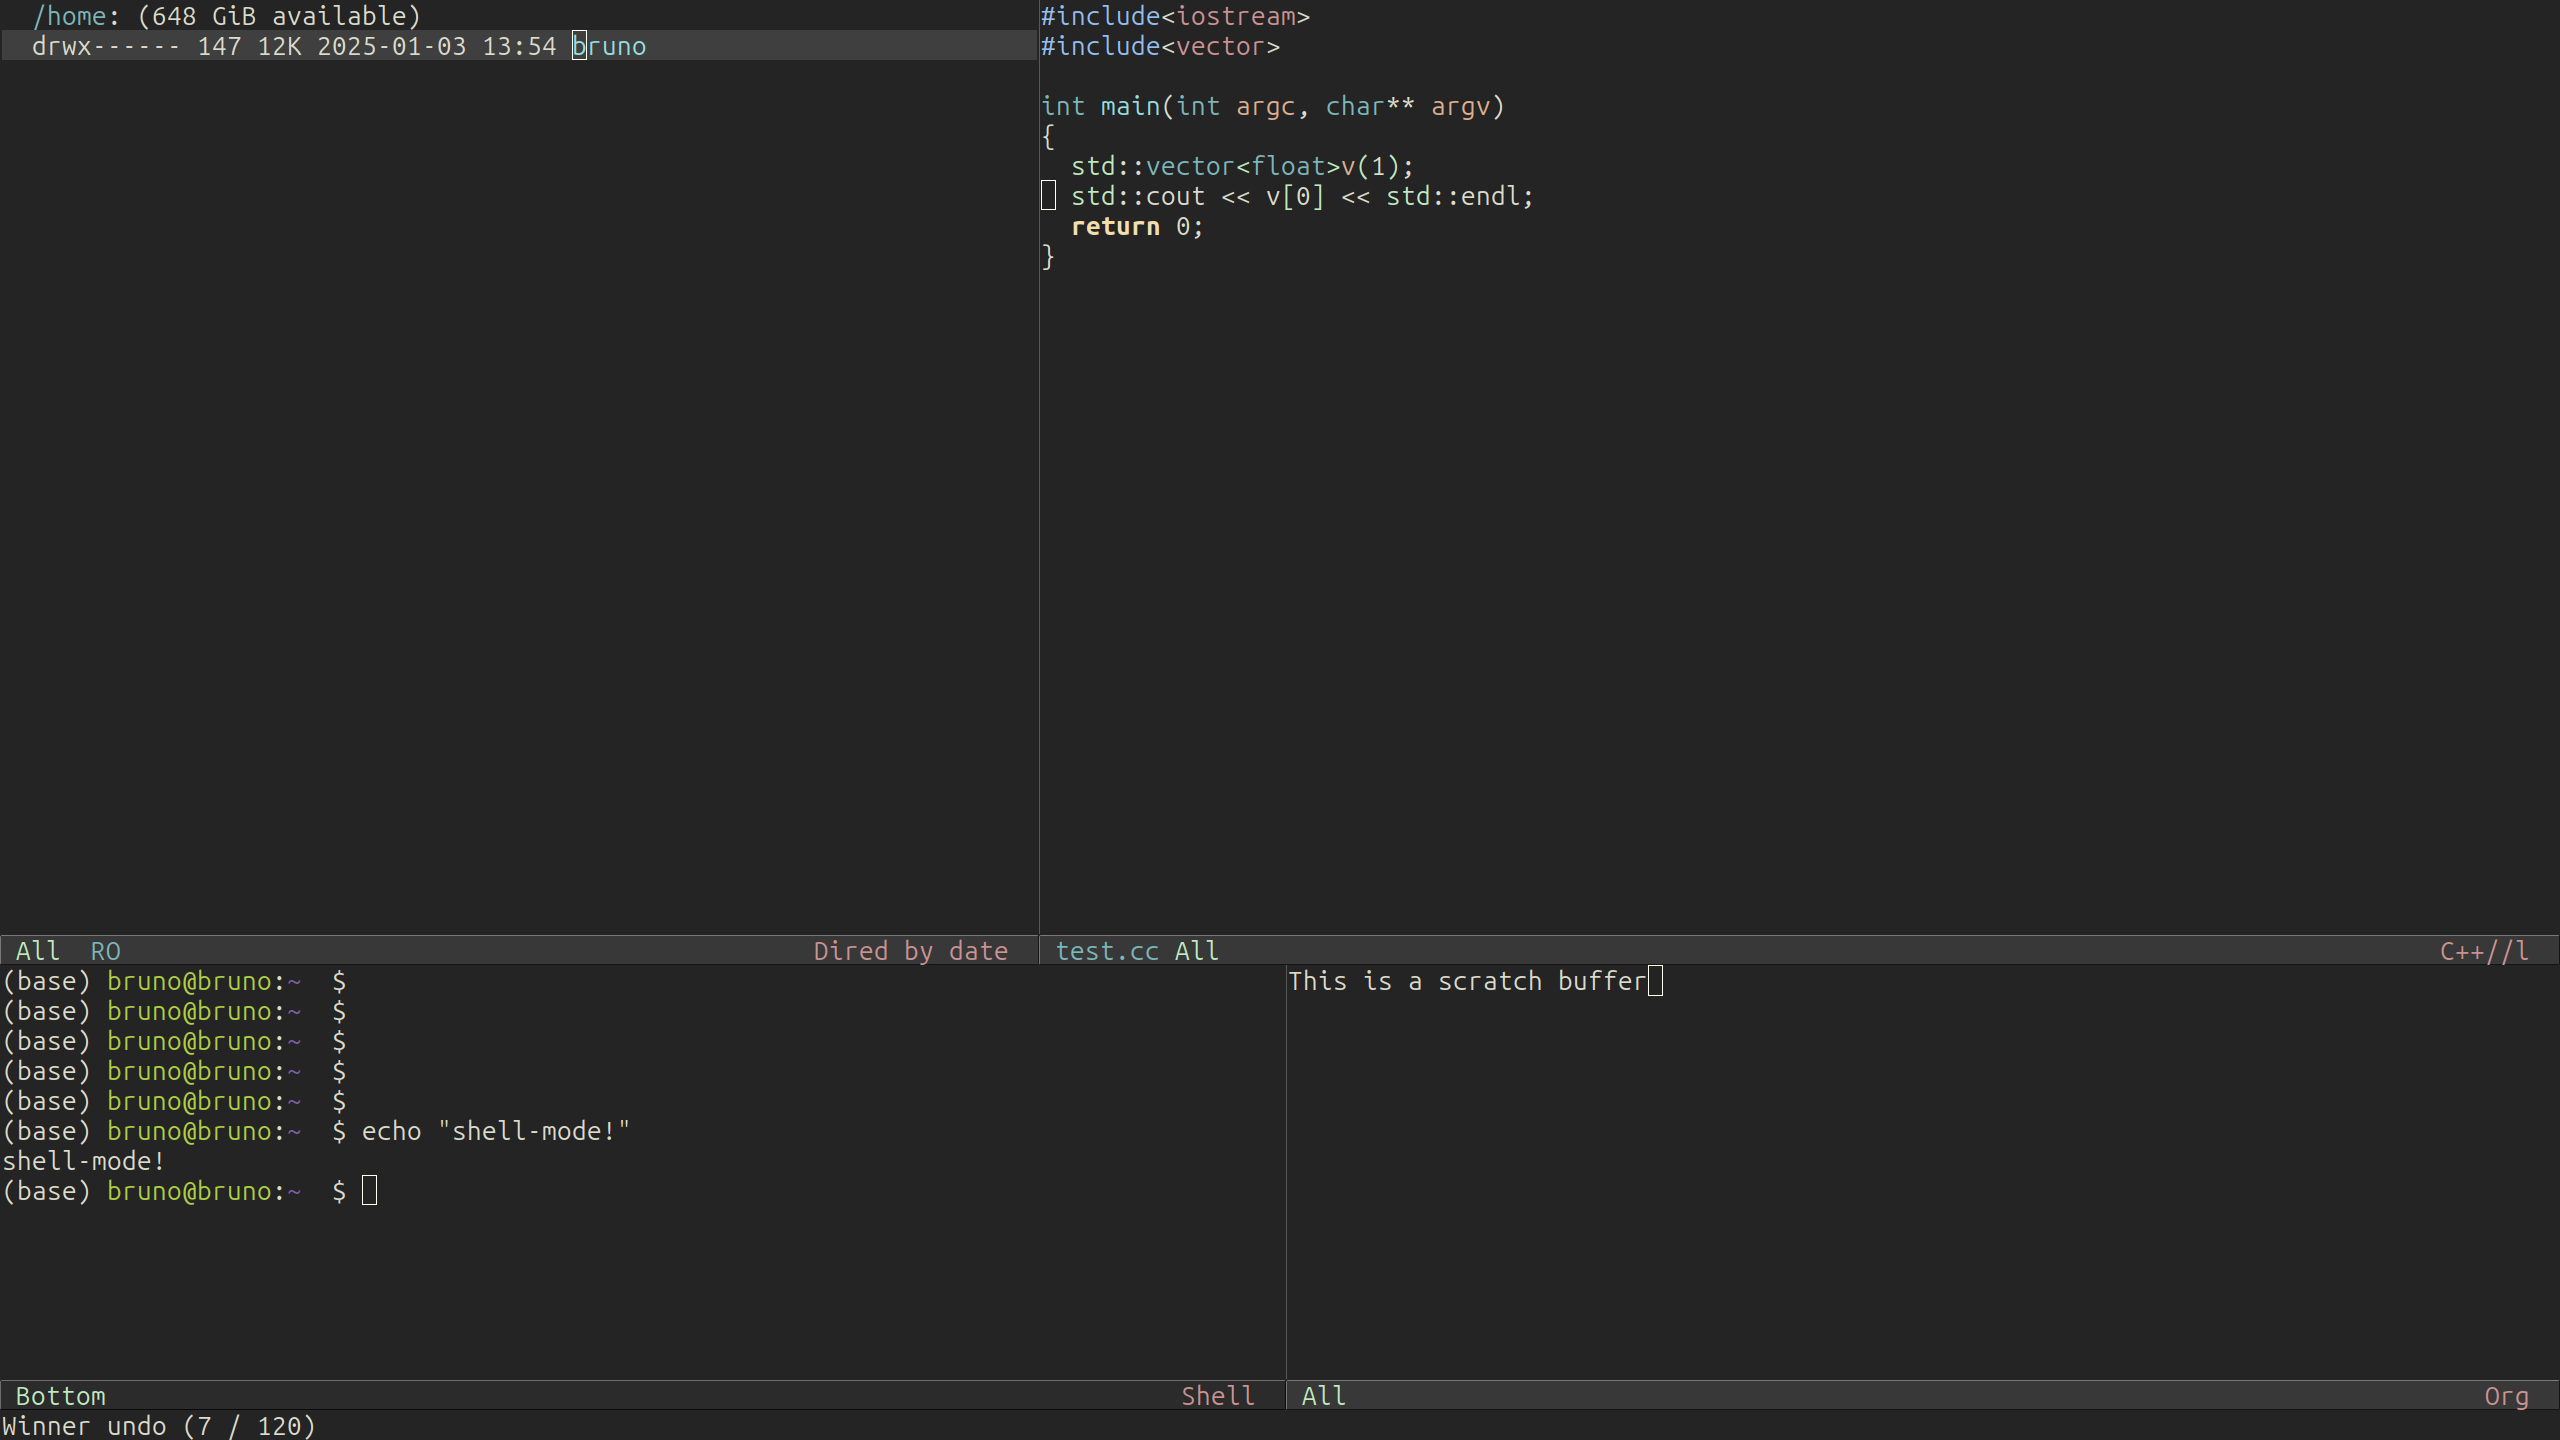 /home: (648 GiB available)
drwx------ 147 12K 2025-01-03 13:54 bruno
All  RO  Dired by date
#include<iostream>
#include<vector>
int main(int argc, char** argv)
{
  std::vector<float>v(1);
  std::cout << v[0] << std::endl;
  return 0;
}
test.cc All  C++//l
(base) bruno@bruno:~  $
(base) bruno@bruno:~  $
(base) bruno@bruno:~  $
(base) bruno@bruno:~  $
(base) bruno@bruno:~  $
(base) bruno@bruno:~  $ echo "shell-mode!"
shell-mode!
(base) bruno@bruno:~  $
Bottom  Shell
This is a scratch buffer
All  Org
Winner undo (7 / 120)